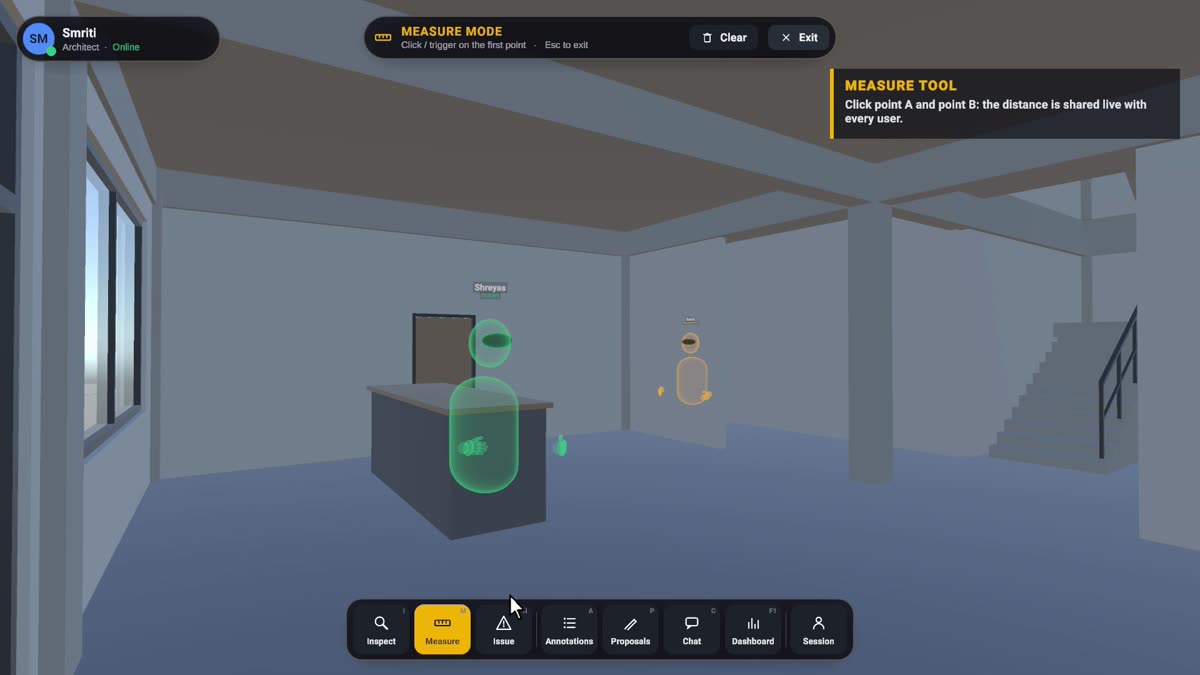 SM
Smriti
Architect · Online
MEASURE MODE
Click / trigger on the first point · Esc to exit
Clear
Exit
MEASURE TOOL
Click point A and point B: the distance is shared live with
every user.
Shreyas
I
Inspect
M
Measure
Issue
A
Annotations
P
Proposals
C
Chat
F1
Dashboard
Session